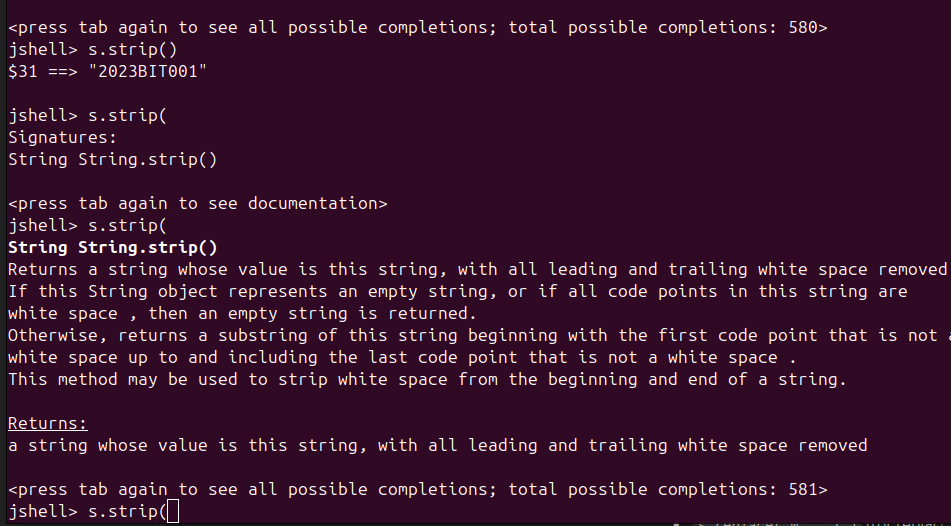 <press tab again to see all possible completions; total possible completions: 580>
jshell> s.strip()
$31 ==> "2023BIT001"
jshell> s.strip(
Signatures:
String String.strip()
<press tab again to see documentation>
jshell> s.strip(
String String.strip()
Returns a string whose value is this string, with all leading and trailing white space removed
If this String object represents an empty string, or if all code points in this string are
white space , then an empty string is returned.
Otherwise, returns a substring of this string beginning with the first code point that is not a
white space up to and including the last code point that is not a white space .
This method may be used to strip white space from the beginning and end of a string.
Returns:
a string whose value is this string, with all leading and trailing white space removed
<press tab again to see all possible completions; total possible completions: 581>
jshell> s.strip(